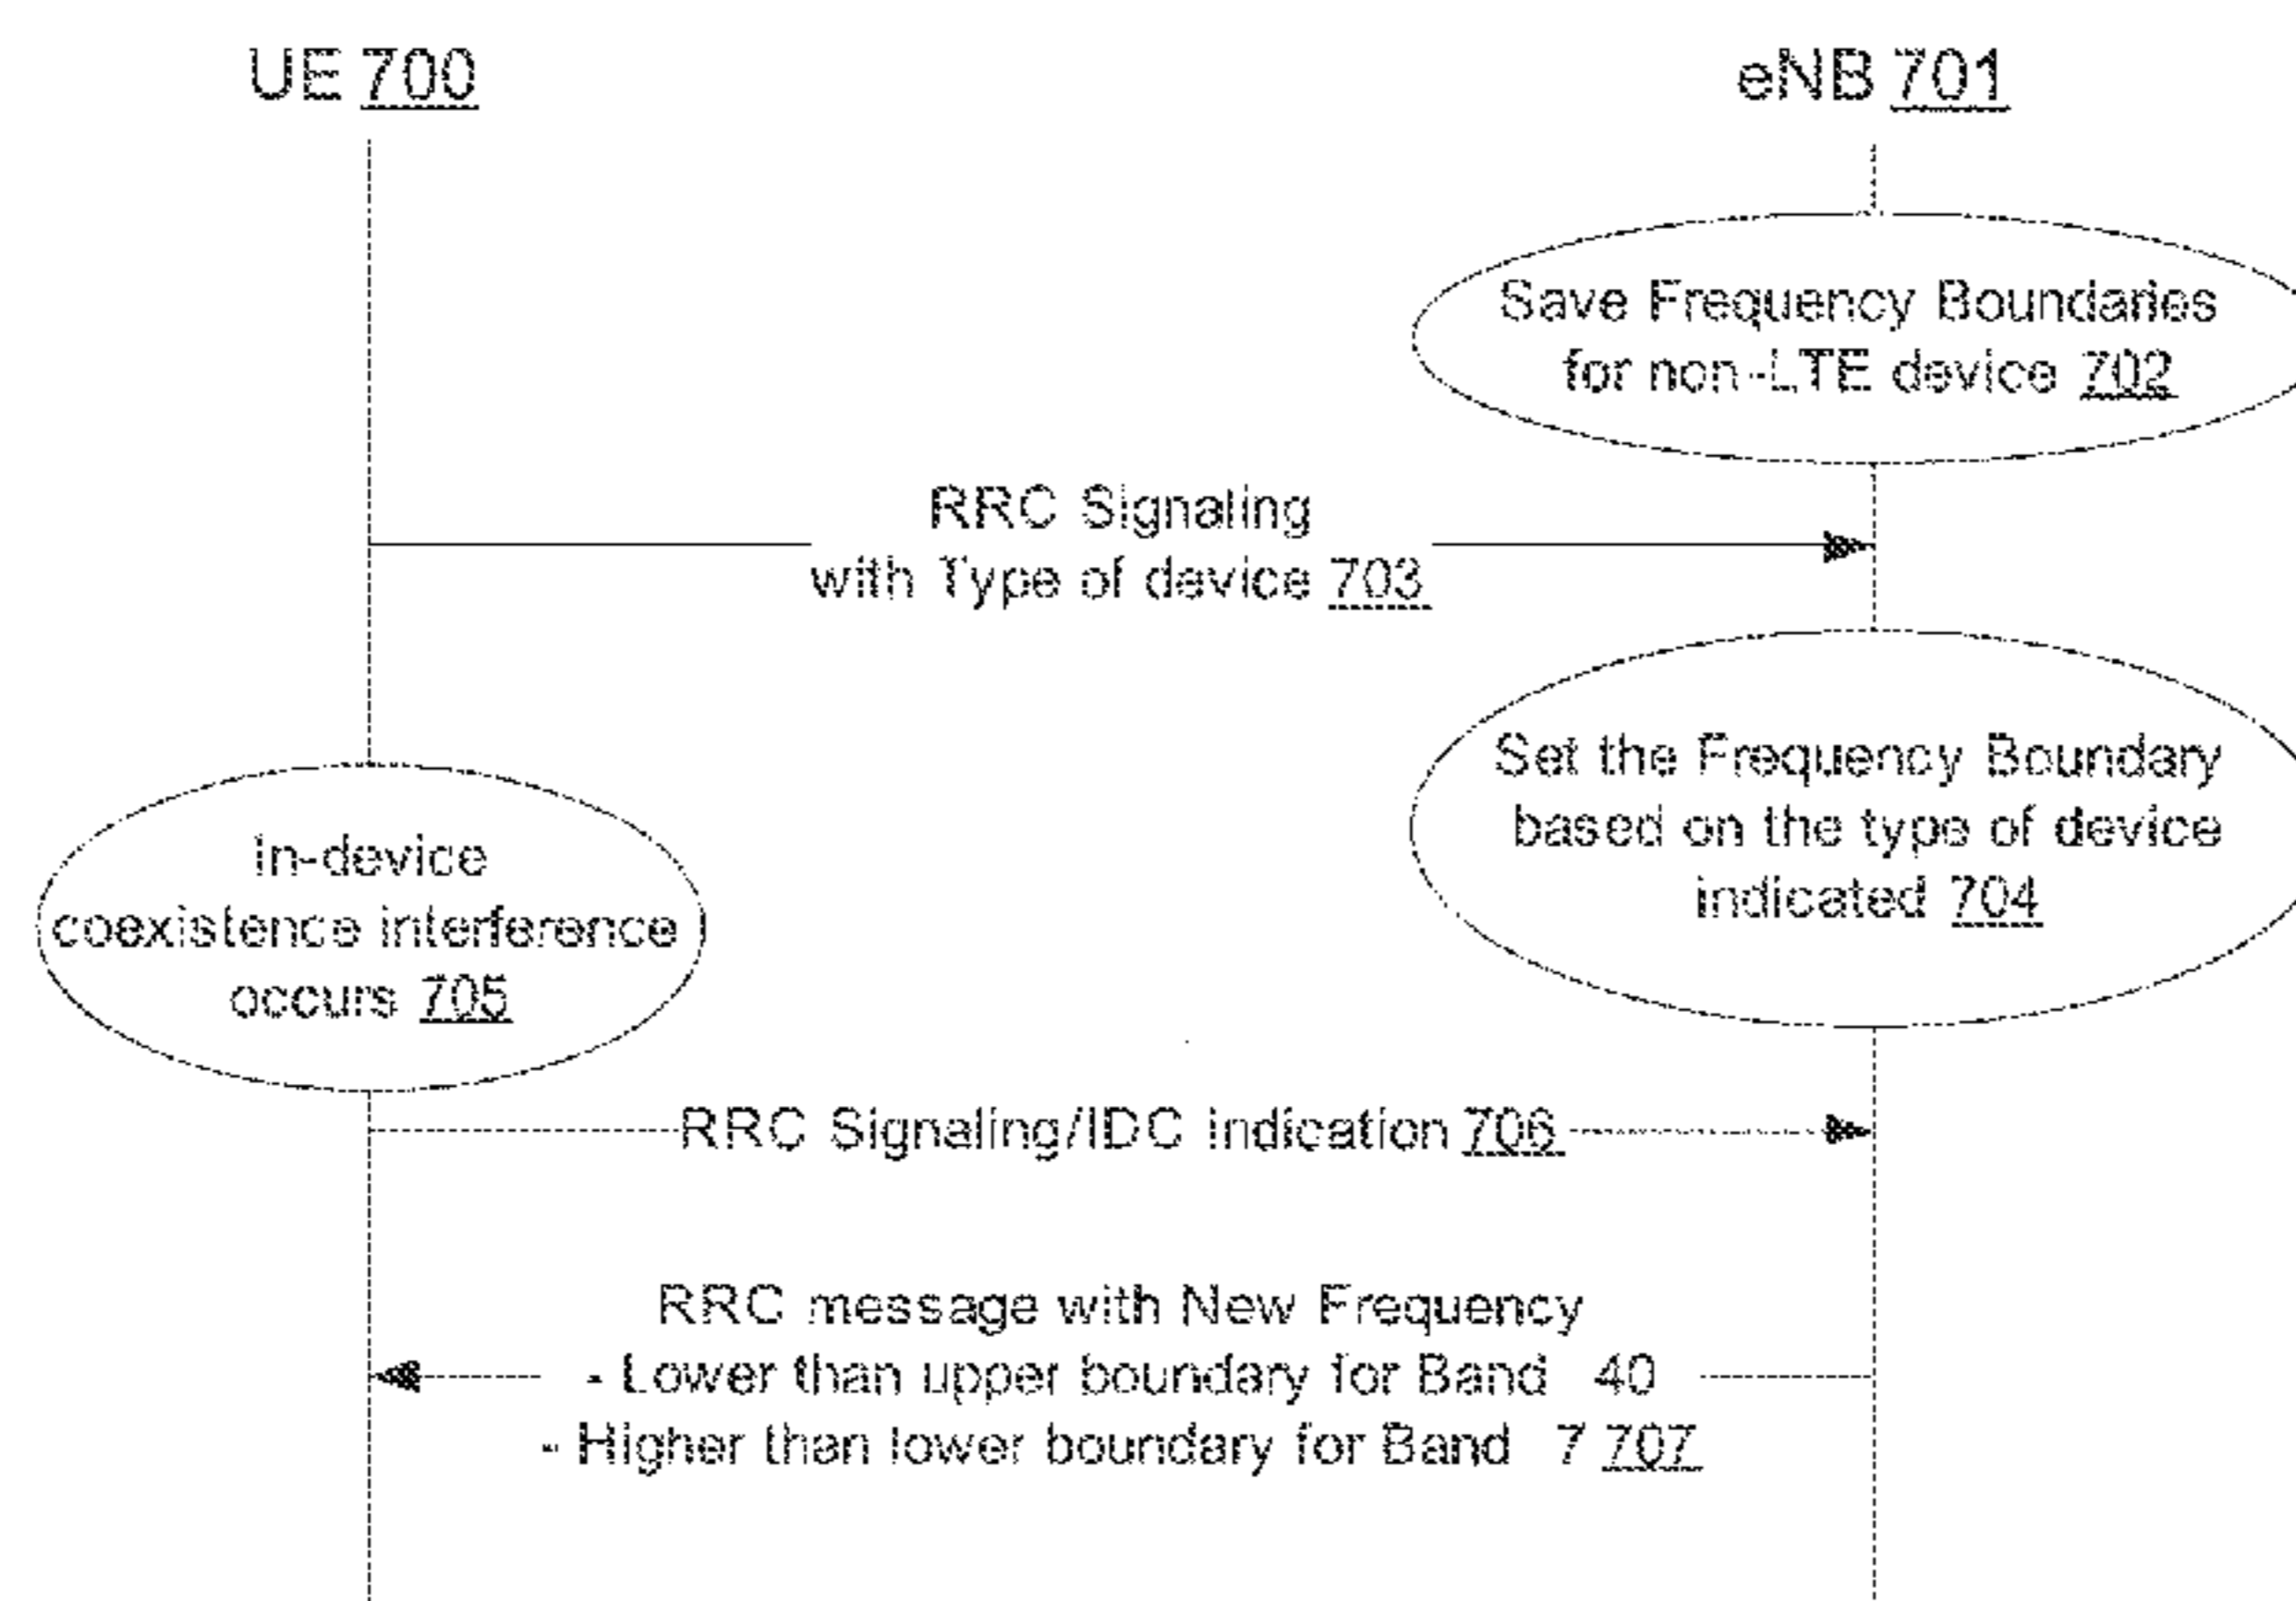 UE 700
eNB 701
Save Frequency Boundaries
for non-LTE device 702
RRC Signaling
with Type of device 703
Set the Frequency Boundary
based on the type of device
indicated 704
In-device
coexistence interference
occurs 705
RRC Signaling/IDC indication 706
RRC message with New Frequency
- Lower than upper boundary for Band 40
- Higher than lower boundary for Band 7 707